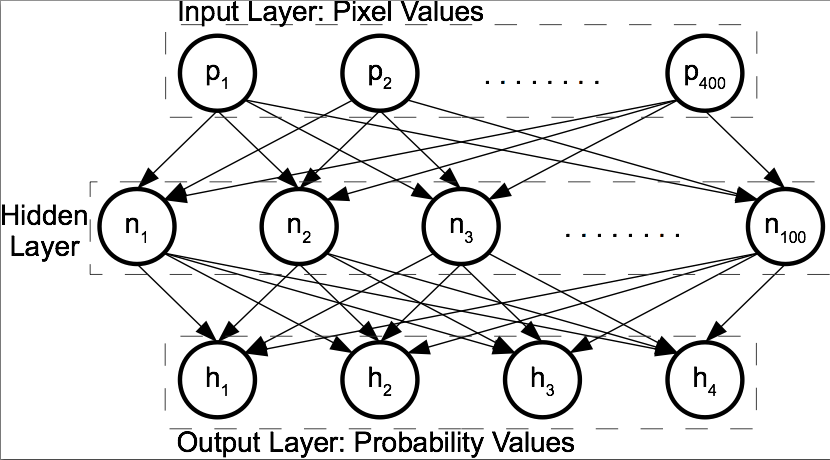 Input Layer: Pixel Values
p1 p2 ........ p400
Hidden
Layer
n1 n2 n3 ........ n100
h1 h2 h3 h4
Output Layer: Probability Values